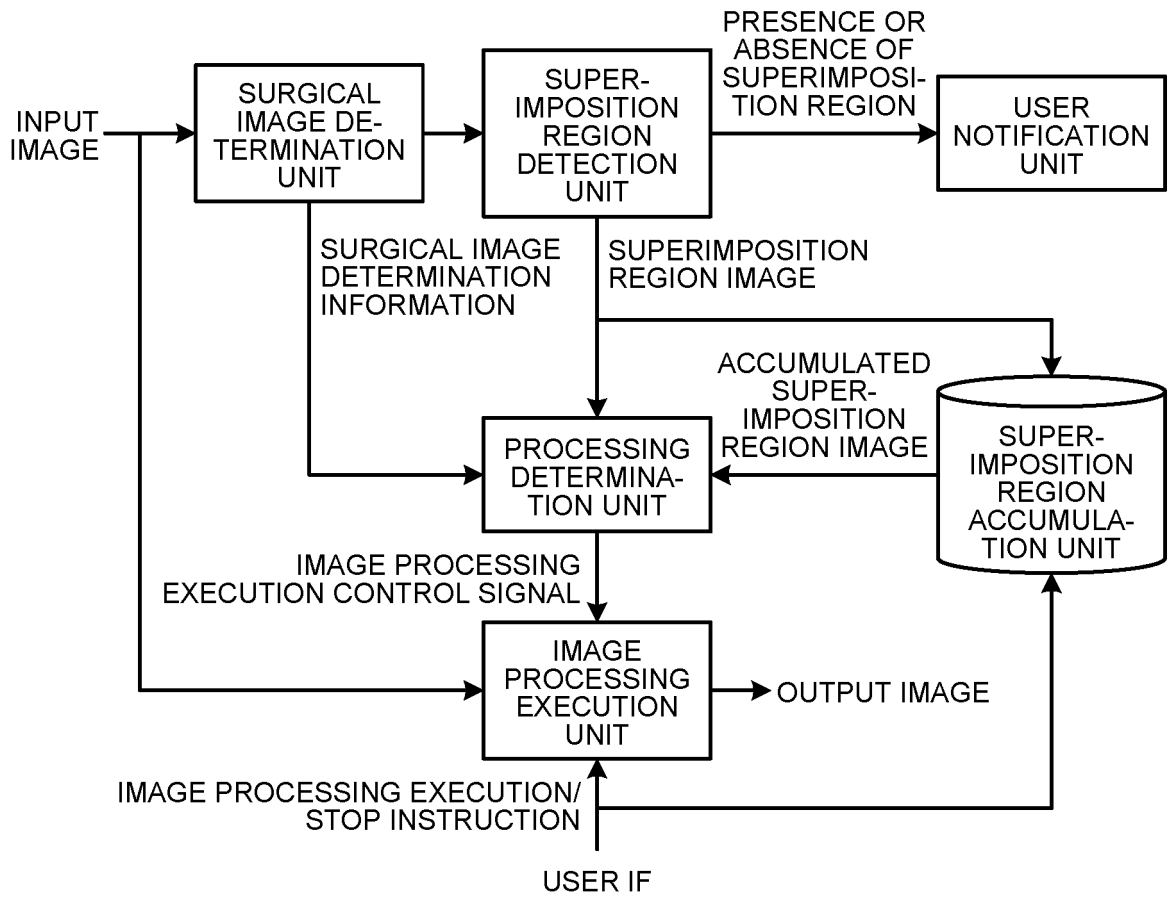 PRESENCE OR
ABSENCE OF
SUPERIMPOSI-
TION REGION
INPUT
IMAGE
SURGICAL
IMAGE DE-
TERMINATION
UNIT
SUPER-
IMPOSITION
REGION
DETECTION
UNIT
USER
NOTIFICATION
UNIT
SURGICAL IMAGE
DETERMINATION
INFORMATION
SUPERIMPOSITION
REGION IMAGE
ACCUMULATED
SUPER-
IMPOSITION
REGION IMAGE
PROCESSING
DETERMINA-
TION UNIT
SUPER-
IMPOSITION
REGION
ACCUMULA-
TION UNIT
IMAGE PROCESSING
EXECUTION CONTROL SIGNAL
IMAGE
PROCESSING
EXECUTION
UNIT
OUTPUT IMAGE
IMAGE PROCESSING EXECUTION/
STOP INSTRUCTION
USER IF